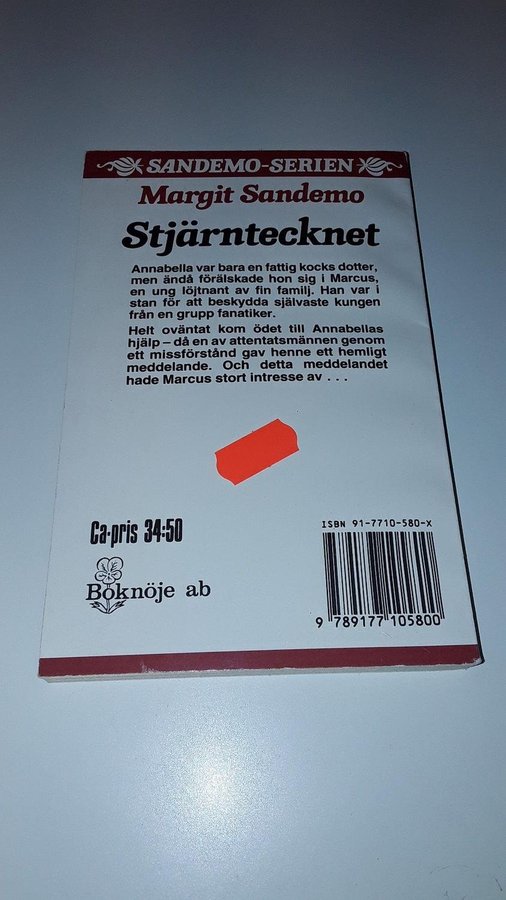 SANDEMO-SERIEN
Margit Sandemo
Stjärntecknet
Annabella var bara en fattig kocks dotter,
men ändå förälskade hon sig i Marcus,
en ung löjtnant av fin familj. Han var i
stan för att beskydda självaste kungen
från en grupp fanatiker.
Helt oväntat kom ödet till Annabellas
hjälp – då en av attentatsmännen genom
ett missförstånd gav henne ett hemligt
meddelande. Och detta meddelandet
hade Marcus stort intresse av . . .
Ca-pris 34:50
Boknöje ab
ISBN 91-7710-580-X
9 789177 105800